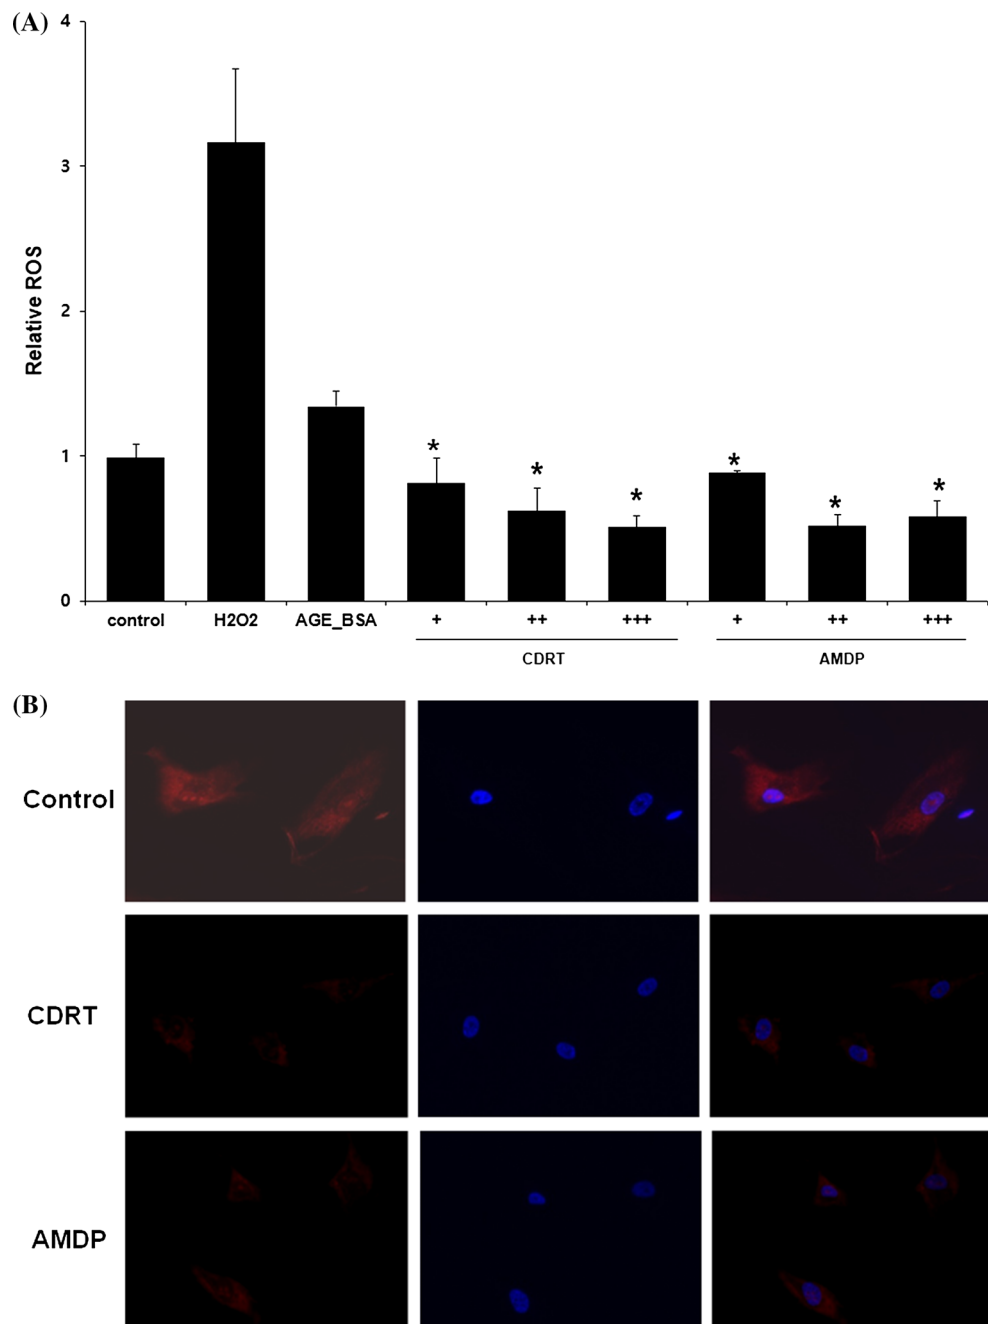 (A)
4
3
2
1
0
Relative ROS
control H2O2 AGE_BSA + ++ +++ + ++ +++
CDRT AMDP
(B)
Control
CDRT
AMDP